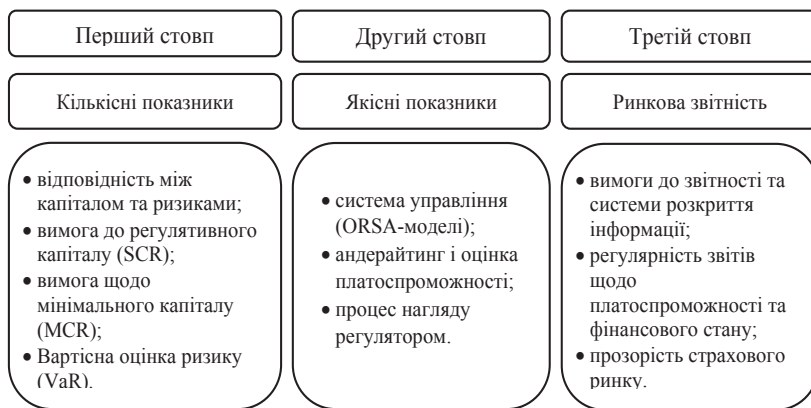 Перший стовп
Другий стовп
Третій стовп
Кількісні показники
Якісні показники
Ринкова звітність
• відповідність між
капіталом та ризиками;
• вимога до регулятивного
капіталу (SCR);
• вимога щодо
мінімального капіталу
(MCR);
• Вартісна оцінка ризику
(VaR).
• система управління
(ORSA-моделі);
• андерайтинг і оцінка
платоспроможності;
• процес нагляду
регулятором.
• вимоги до звітності та
системи розкриття
інформації;
• регулярність звітів
щодо
платоспроможності та
фінансового стану;
• прозорість страхового
ринку.